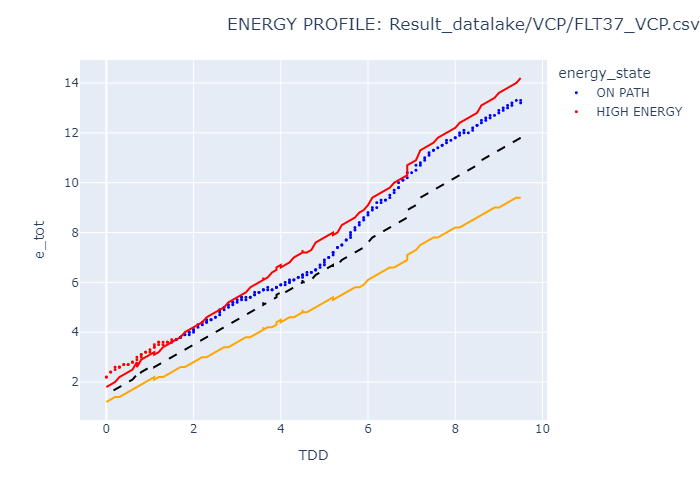 ENERGY PROFILE: Result_datalake/VCP/FLT37_VCP.csv
energy_state
ON PATH
HIGH ENERGY
14
12
10
8
6
4
2
e_tot
0 2 4 6 8 10
TDD